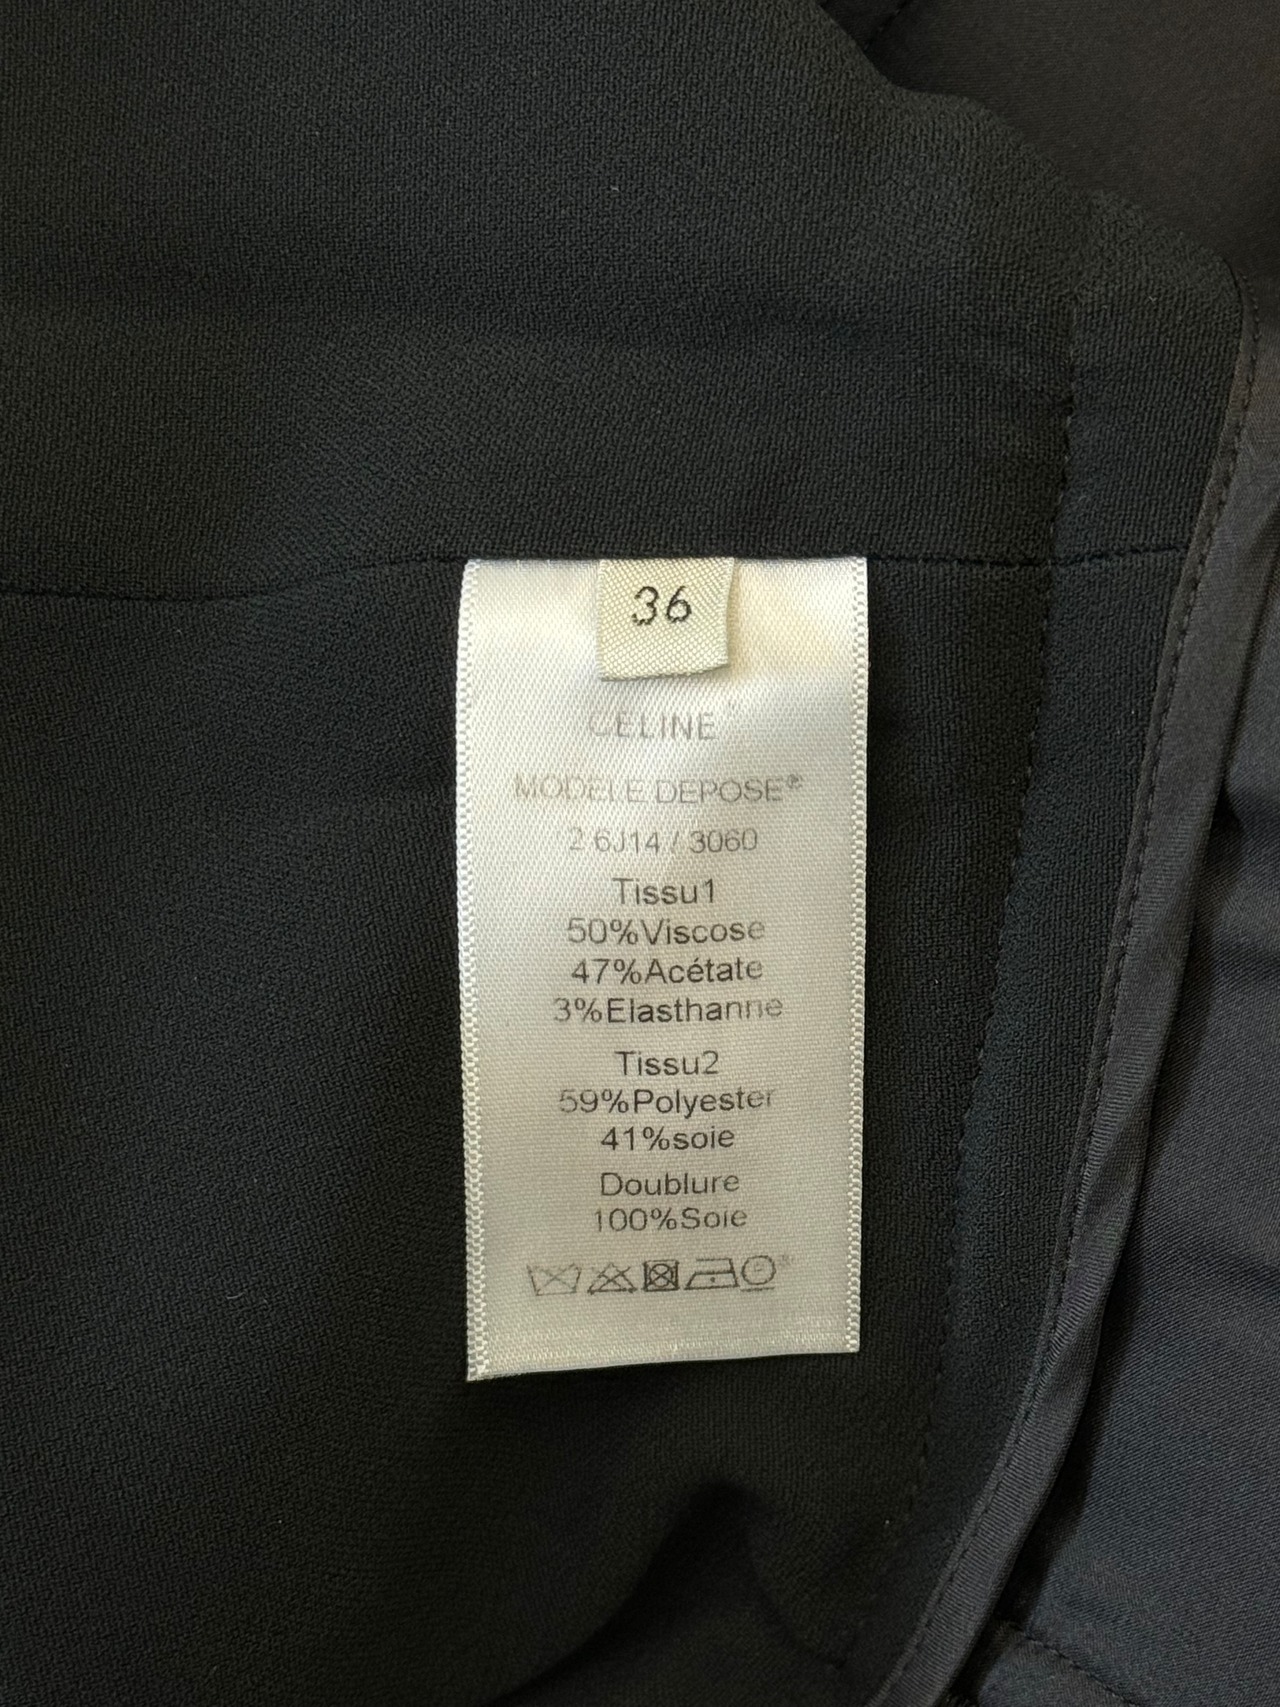 36
CELINE
MODELE DEPOSE®
2 6J14 / 3060
Tissu1
50%Viscose
47%Acétate
3%Elasthanne
Tissu2
59%Polyester
41%soie
Doublure
100%Soie